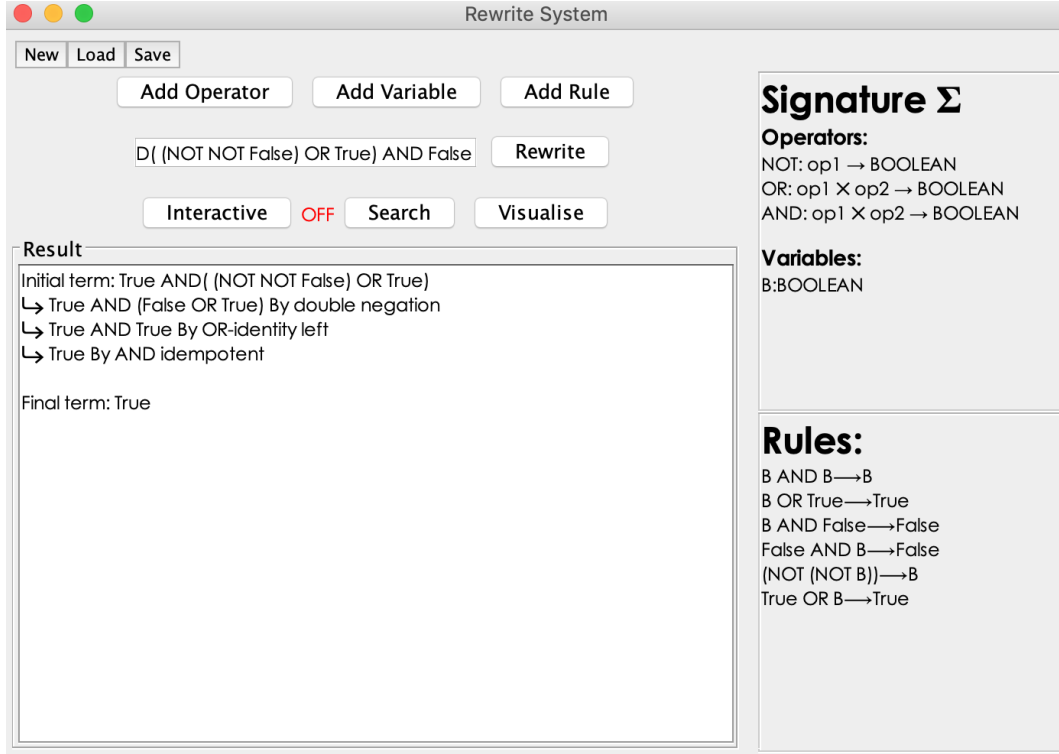 Rewrite System
New Load Save
Add Operator Add Variable Add Rule
D( (NOT NOT False) OR True) AND False Rewrite
Interactive OFF Search Visualise
Result
Initial term: True AND( (NOT NOT False) OR True)
↳ True AND (False OR True) By double negation
↳ True AND True By OR-identity left
↳ True By AND idempotent
Final term: True
Signature Σ
Operators:
NOT: op1 → BOOLEAN
OR: op1 ✕ op2 → BOOLEAN
AND: op1 ✕ op2 → BOOLEAN
Variables:
B:BOOLEAN
Rules:
B AND B⟶B
B OR True⟶True
B AND False⟶False
False AND B⟶False
(NOT (NOT B))⟶B
True OR B⟶True